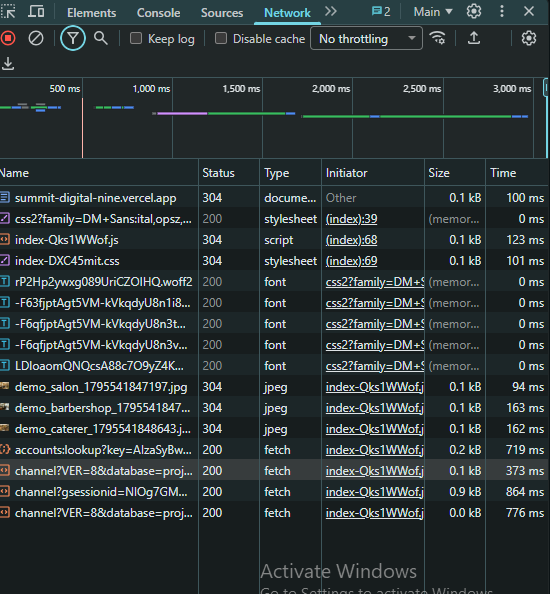 Elements Console Sources Network 2 Main
Keep log Disable cache No throttling
500 ms 1,000 ms 1,500 ms 2,000 ms 2,500 ms 3,000 ms
Name Status Type Initiator Size Time
summit-digital-nine.vercel.app 304 docume... Other 0.1 kB 100 ms
css2?family=DM+Sans:ital,opsz,... 200 stylesheet (index):39 (memor... 0 ms
index-Qks1WWof.js 304 script (index):68 0.1 kB 123 ms
index-DXC45mit.css 304 stylesheet (index):69 0.1 kB 101 ms
rP2Hp2ywxg089UriCZOIHQ.woff2 200 font css2?family=DM+S (memor... 0 ms
-F63fjptAgt5VM-kVkqdyU8n1i8... 200 font css2?family=DM+S (memor... 0 ms
-F6qfjptAgt5VM-kVkqdyU8n3t... 200 font css2?family=DM+S (memor... 0 ms
-F6qfjptAgt5VM-kVkqdyU8n3v... 200 font css2?family=DM+S (memor... 0 ms
LDIoaomQNQcsA88c7O9yZ4K... 200 font css2?family=DM+S (memor... 0 ms
demo_salon_1795541847197.jpg 304 jpeg index-Qks1WWof.j 0.1 kB 94 ms
demo_barbershop_1795541847... 304 jpeg index-Qks1WWof.j 0.1 kB 163 ms
demo_caterer_1795541848643.j... 304 jpeg index-Qks1WWof.j 0.1 kB 162 ms
accounts:lookup?key=AIzaSyBw... 200 fetch index-Qks1WWof.j 0.2 kB 719 ms
channel?VER=8&database=proj... 200 fetch index-Qks1WWof.j 0.1 kB 373 ms
channel?gsessionid=NIOg7GM... 200 fetch index-Qks1WWof.j 0.9 kB 864 ms
channel?VER=8&database=proj... 200 fetch index-Qks1WWof.j 0.0 kB 776 ms
Activate Windows
Go to Settings to activate Windows